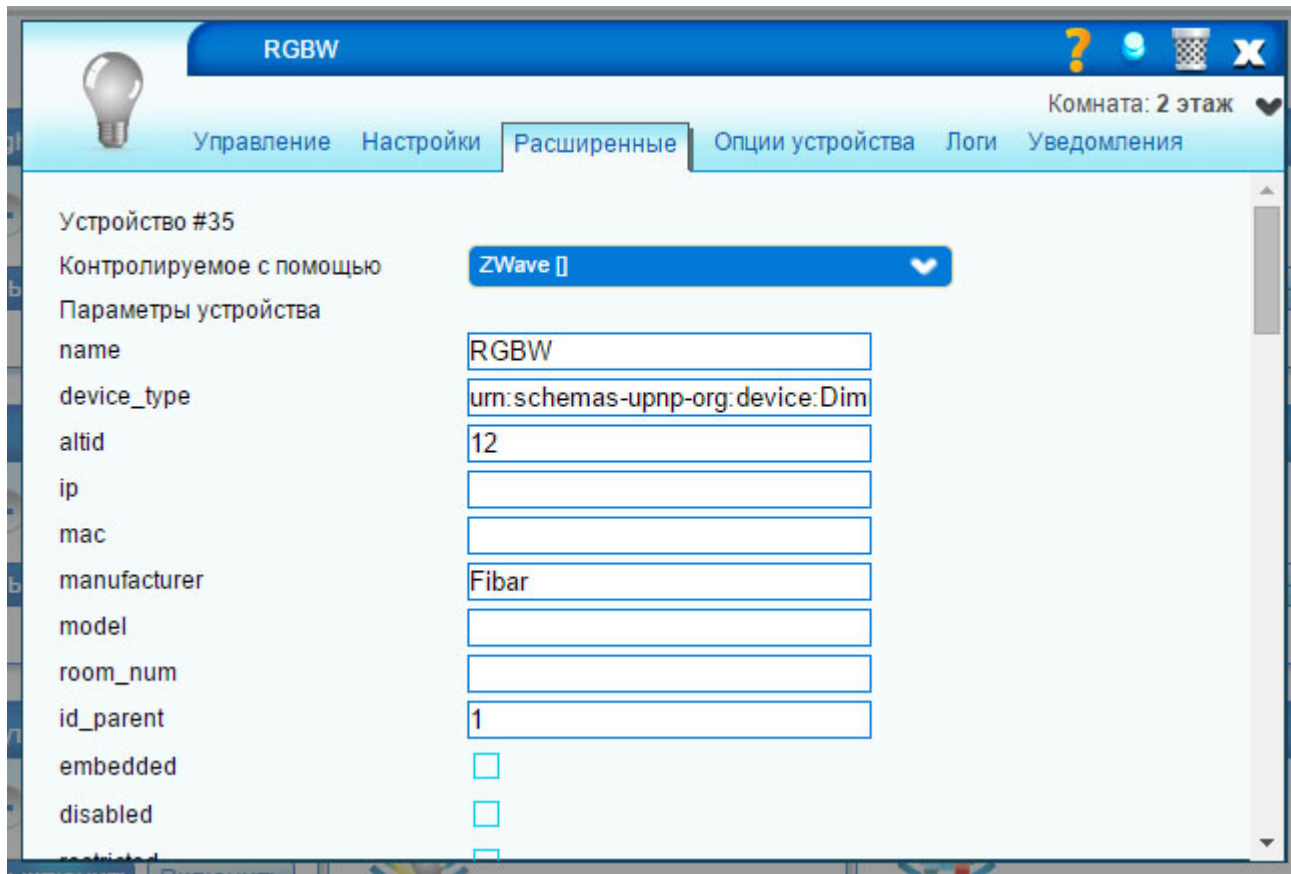 RGBW
Комната: 2 этаж
Управление Настройки Расширенные Опции устройства Логи Уведомления
Устройство #35
Контролируемое с помощью ZWave []
Параметры устройства
name RGBW
device_type urn:schemas-upnp-org:device:Dim
altid 12
ip
mac
manufacturer Fibar
model
room_num
id_parent 1
embedded
disabled
restricted